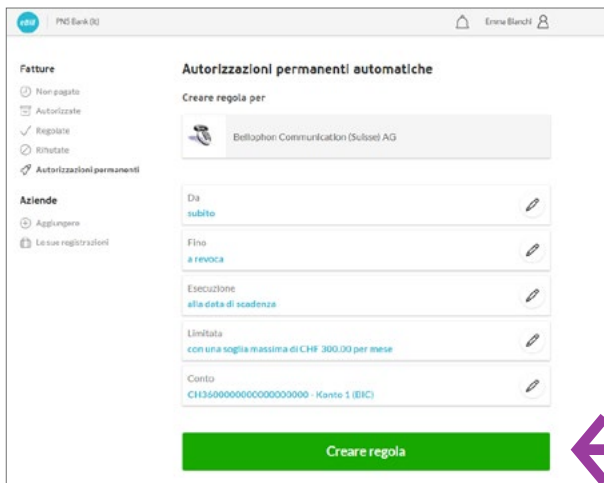 eBill
PNS Bank (it)
Emma Bianchi
Fatture
Non pagate
Autorizzate
Regolate
Rifiutate
Autorizzazioni permanenti
Aziende
Aggiungere
Le sue registrazioni
Autorizzazioni permanenti automatiche
Creare regola per
Bellophon Communication (Suisse) AG
Da
subito
Fino
a revoca
Esecuzione
alla data di scadenza
Limitata
con una soglia massima di CHF 300.00 per mese
Conto
CH3600000000000000000 - Konto 1 (BIC)
Creare regola